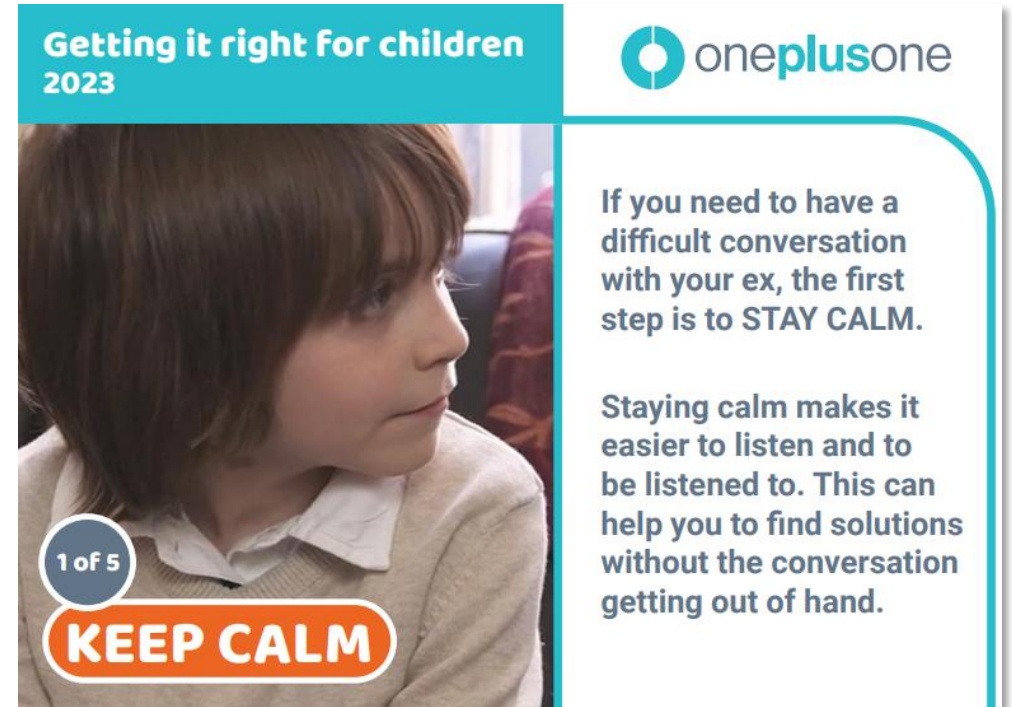 Getting it right for children
2023
oneplusone
If you need to have a
difficult conversation
with your ex, the first
step is to STAY CALM.
Staying calm makes it
easier to listen and to
be listened to. This can
help you to find solutions
without the conversation
getting out of hand.
1 of 5
KEEP CALM